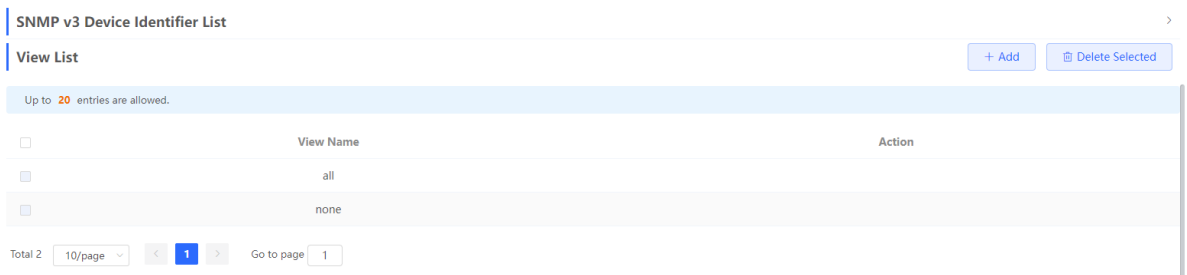 SNMP v3 Device Identifier List
View List
+ Add
Delete Selected
Up to 20 entries are allowed.
View Name Action
all
none
Total 2 10/page 1 Go to page 1